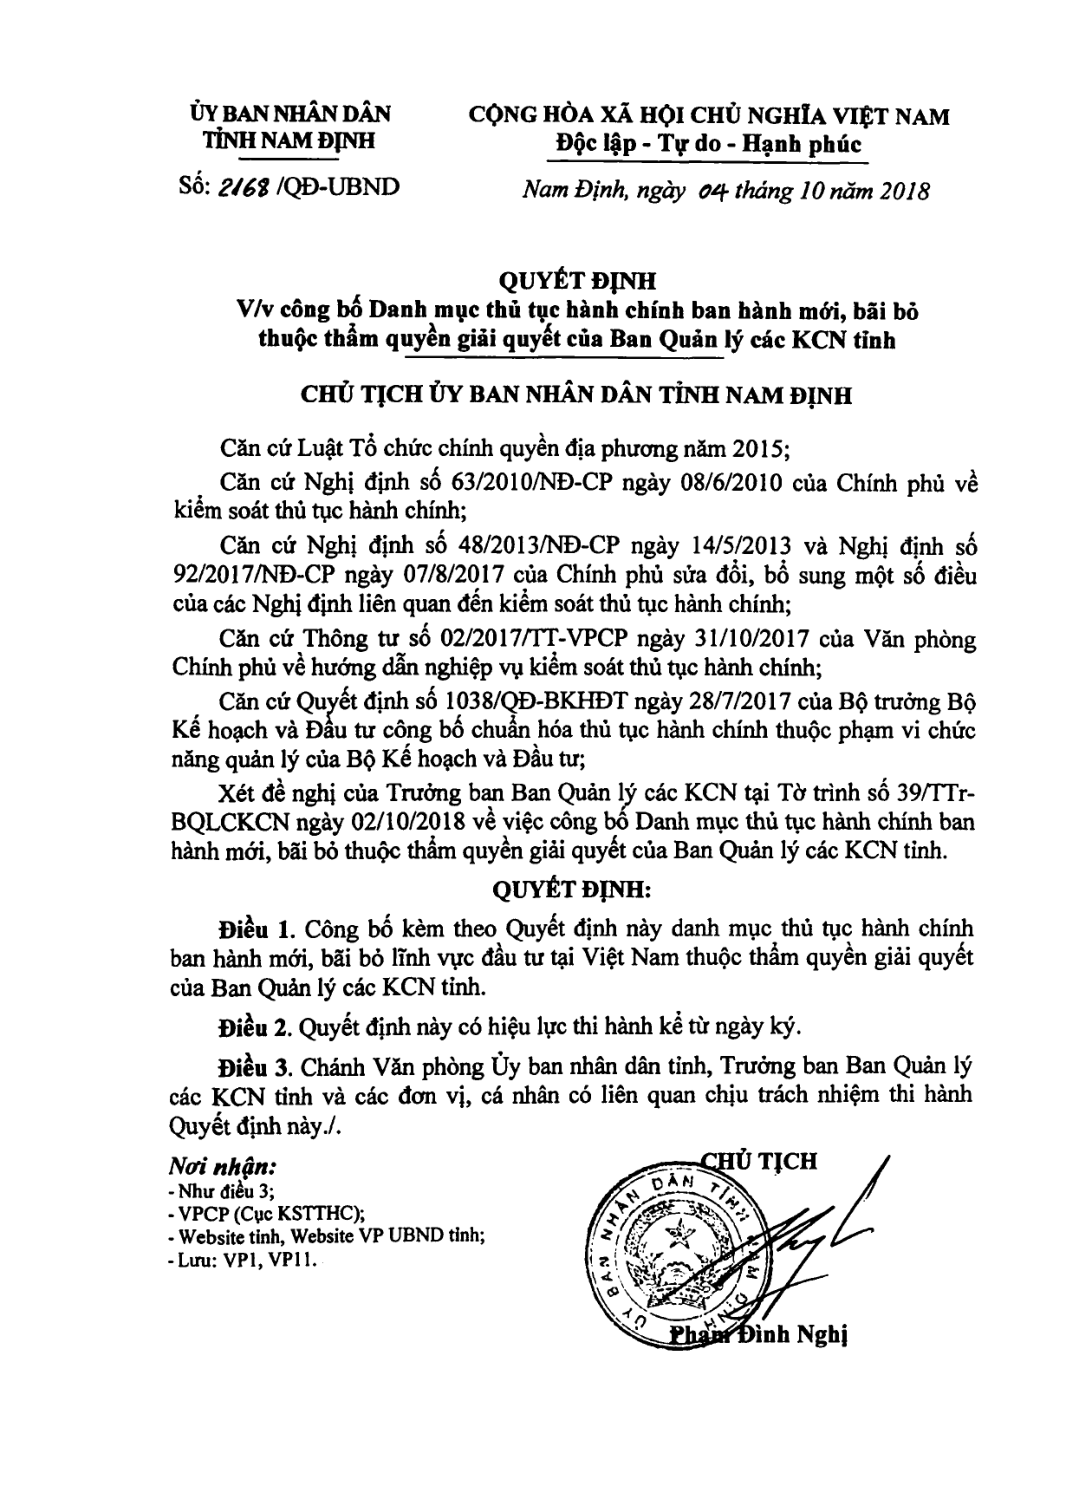 ỦY BAN NHÂN DÂN
TỈNH NAM ĐỊNH
Số: 2168 /QĐ-UBND
CỘNG HÒA XÃ HỘI CHỦ NGHĨA VIỆT NAM
Độc lập - Tự do - Hạnh phúc
Nam Định, ngày 04 tháng 10 năm 2018
QUYẾT ĐỊNH
V/v công bố Danh mục thủ tục hành chính ban hành mới, bãi bỏ
thuộc thẩm quyền giải quyết của Ban Quản lý các KCN tỉnh
CHỦ TỊCH ỦY BAN NHÂN DÂN TỈNH NAM ĐỊNH
Căn cứ Luật Tổ chức chính quyền địa phương năm 2015;
Căn cứ Nghị định số 63/2010/NĐ-CP ngày 08/6/2010 của Chính phủ về
kiểm soát thủ tục hành chính;
Căn cứ Nghị định số 48/2013/NĐ-CP ngày 14/5/2013 và Nghị định số
92/2017/NĐ-CP ngày 07/8/2017 của Chính phủ sửa đổi, bổ sung một số điều
của các Nghị định liên quan đến kiểm soát thủ tục hành chính;
Căn cứ Thông tư số 02/2017/TT-VPCP ngày 31/10/2017 của Văn phòng
Chính phủ về hướng dẫn nghiệp vụ kiểm soát thủ tục hành chính;
Căn cứ Quyết định số 1038/QĐ-BKHĐT ngày 28/7/2017 của Bộ trưởng Bộ
Kế hoạch và Đầu tư công bố chuẩn hóa thủ tục hành chính thuộc phạm vi chức
năng quản lý của Bộ Kế hoạch và Đầu tư;
Xét đề nghị của Trưởng ban Ban Quản lý các KCN tại Tờ trình số 39/TTr-
BQLCKCN ngày 02/10/2018 về việc công bố Danh mục thủ tục hành chính ban
hành mới, bãi bỏ thuộc thẩm quyền giải quyết của Ban Quản lý các KCN tỉnh.
QUYẾT ĐỊNH:
Điều 1. Công bố kèm theo Quyết định này danh mục thủ tục hành chính
ban hành mới, bãi bỏ lĩnh vực đầu tư tại Việt Nam thuộc thẩm quyền giải quyết
của Ban Quản lý các KCN tỉnh.
Điều 2. Quyết định này có hiệu lực thi hành kể từ ngày ký.
Điều 3. Chánh Văn phòng Ủy ban nhân dân tỉnh, Trưởng ban Ban Quản lý
các KCN tỉnh và các đơn vị, cá nhân có liên quan chịu trách nhiệm thi hành
Quyết định này./.
Nơi nhận:
- Như điều 3;
- VPCP (Cục KSTTHC);
- Website tỉnh, Website VP UBND tỉnh;
- Lưu: VP1, VP11.
CHỦ TỊCH
ỦY BAN NHÂN DÂN TỈNH NAM ĐỊNH
Phạm Đình Nghị